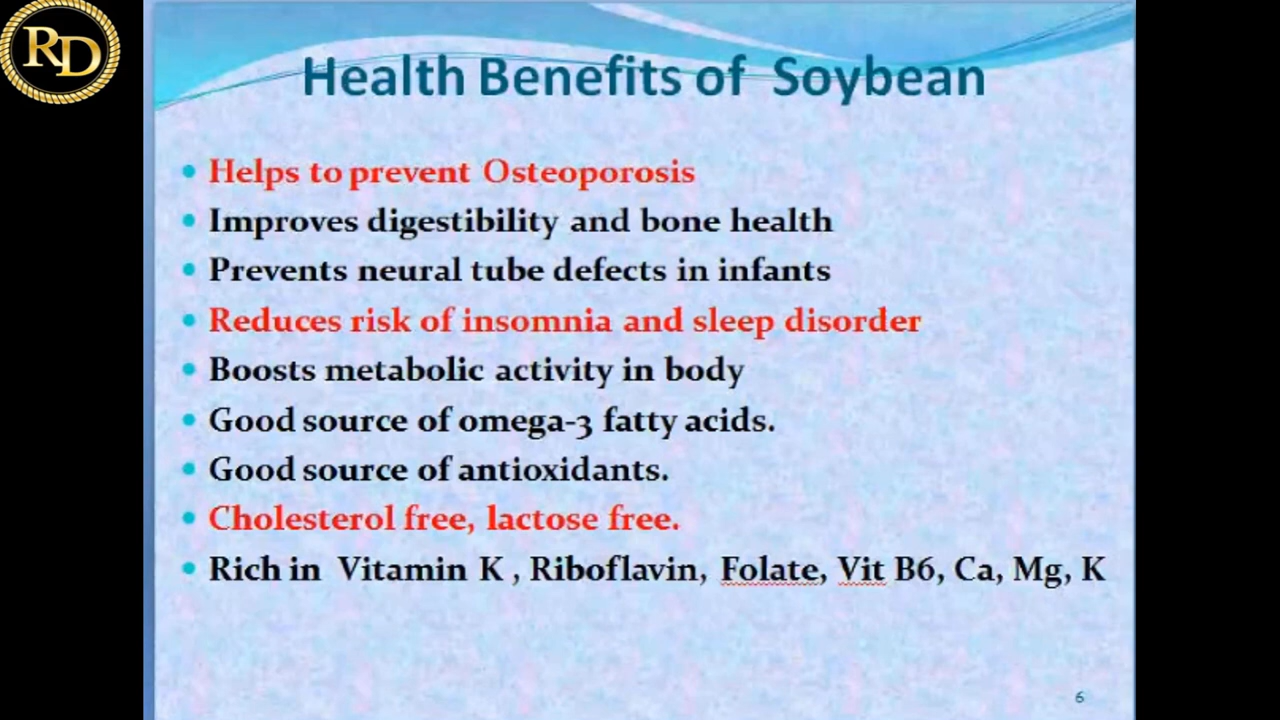 RD
Health Benefits of Soybean
Helps to prevent Osteoporosis
Improves digestibility and bone health
Prevents neural tube defects in infants
Reduces risk of insomnia and sleep disorder
Boosts metabolic activity in body
Good source of omega-3 fatty acids.
Good source of antioxidants.
Cholesterol free, lactose free.
Rich in Vitamin K , Riboflavin, Folate, Vit B6, Ca, Mg, K
6